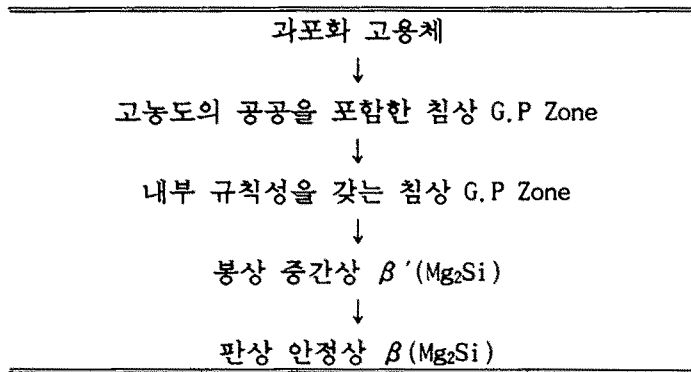 과포화 고용체
↓
고농도의 공공을 포함한 침상 G.P Zone
↓
내부 규칙성을 갖는 침상 G.P Zone
↓
봉상 중간상 β´(Mg₂Si)
↓
판상 안정상 β(Mg₂Si)